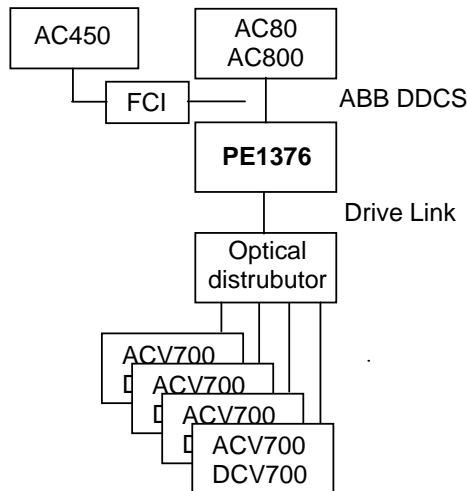 AC450
AC80
AC800
FCI
ABB DDCS
PE1376
Drive Link
Optical
distrubutor
ACV700
D
ACV700
D
ACV700
D
ACV700
DCV700